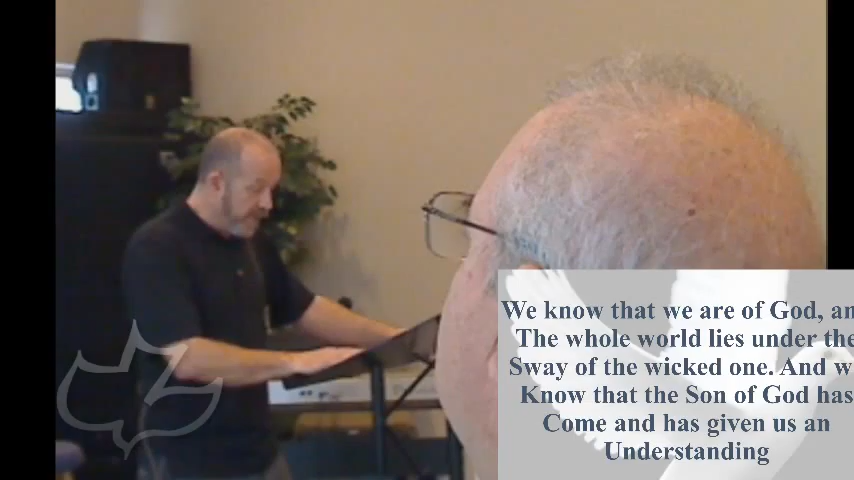 We know that we are of God, an
The whole world lies under the
Sway of the wicked one. And w
Know that the Son of God has
Come and has given us an
Understanding